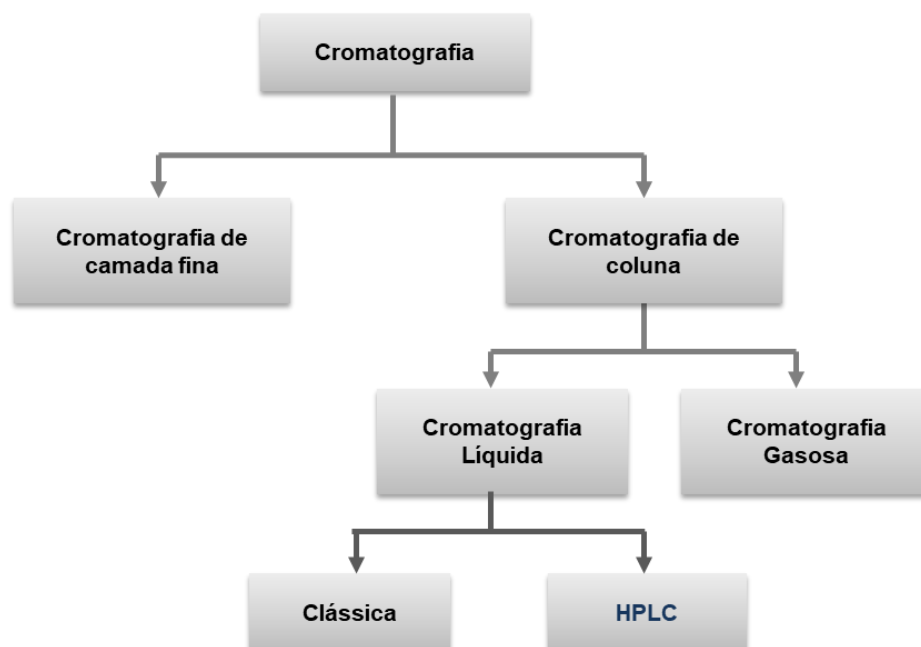 Cromatografia
Cromatografia de
camada fina
Cromatografia de
coluna
Cromatografia
Líquida
Cromatografia
Gasosa
Clássica
HPLC